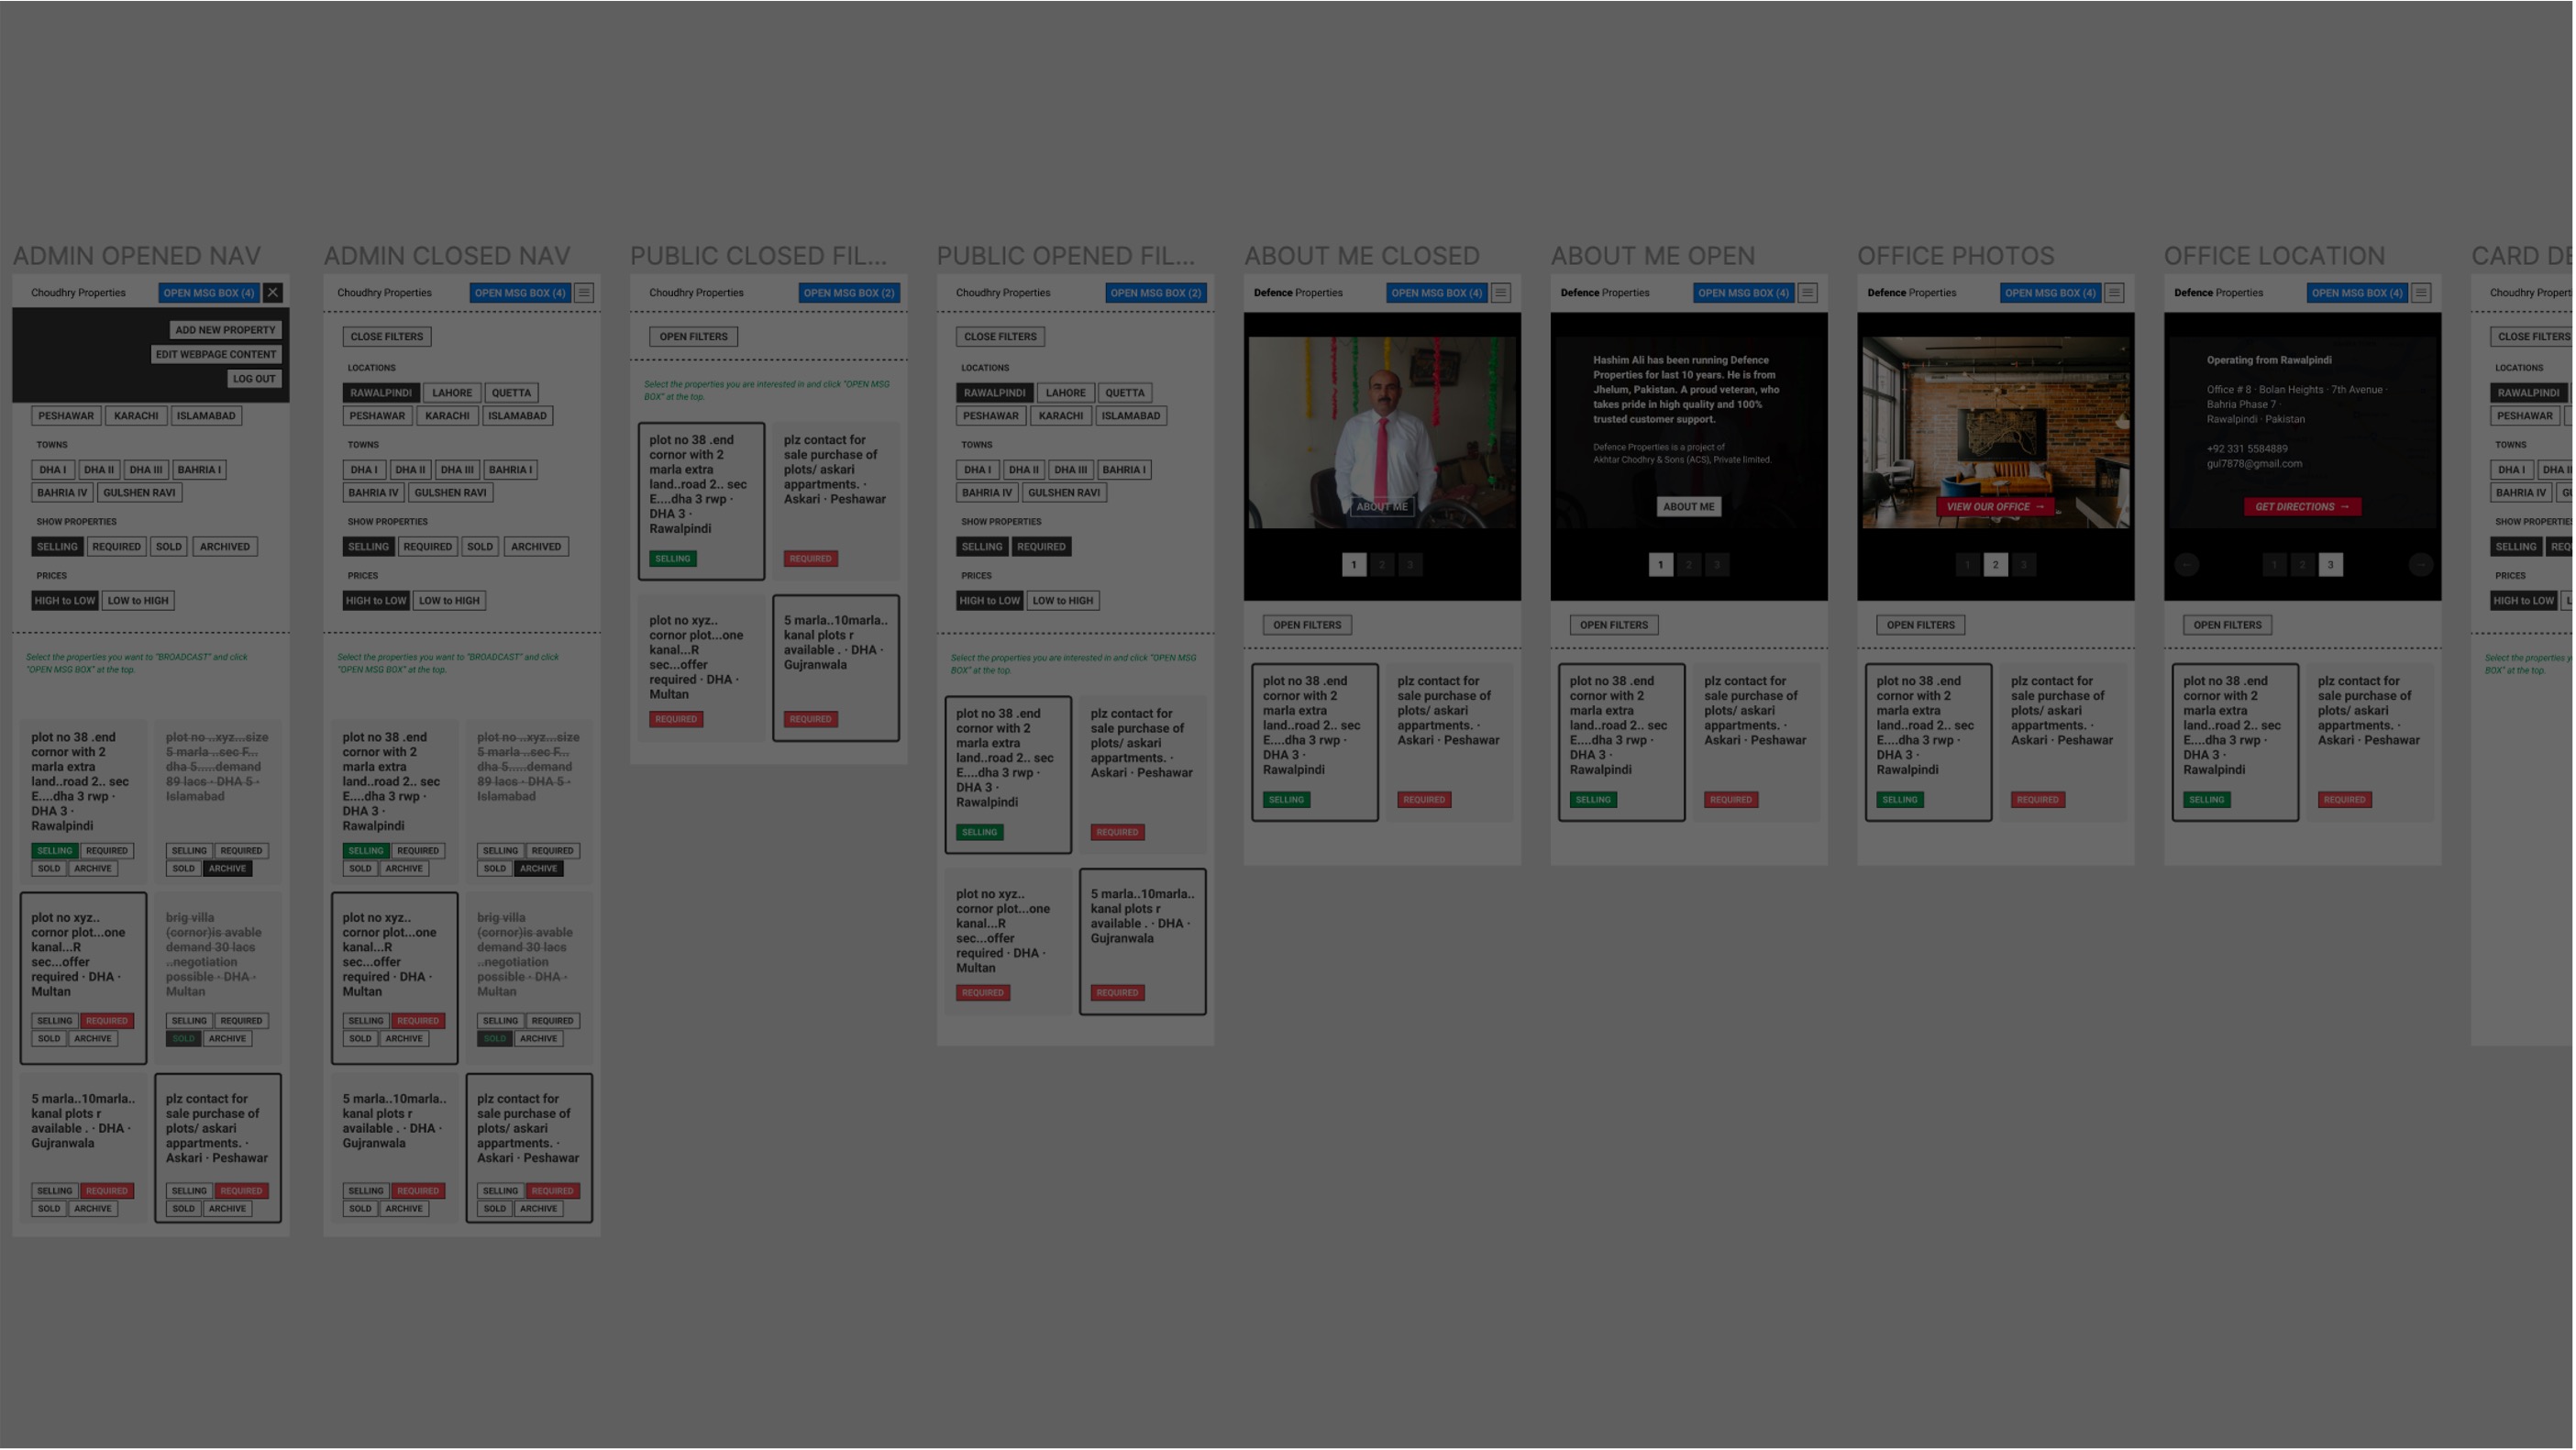 ADMIN OPENED NAV
Choudhry Properties
OPEN MSG BOX (4)
ADD NEW PROPERTY
EDIT WEBPAGE CONTENT
LOG OUT
PESHAWAR KARACHI ISLAMABAD
TOWNS
DHA I DHA II DHA III BAHRIA I
BAHRIA IV GULSHEN RAVI
SHOW PROPERTIES
SELLING REQUIRED SOLD ARCHIVED
PRICES
HIGH to LOW LOW to HIGH
Select the properties you want to "BROADCAST" and click
"OPEN MSG BOX" at the top.
plot no 38 .end
cornor with 2
marla extra
land..road 2.. sec
E....dha 3 rwp ·
DHA 3 ·
Rawalpindi
SELLING REQUIRED
SOLD ARCHIVE
plot no ..xyz...size
5 marla ..sec F...
dha 5.....demand
89 lacs · DHA 5 ·
Islamabad
SELLING REQUIRED
SOLD ARCHIVE
plot no xyz..
cornor plot...one
kanal...R
sec...offer
required · DHA ·
Multan
SELLING REQUIRED
SOLD ARCHIVE
brig villa
(cornor)is avable
demand 30 lacs
..negotiation
possible · DHA ·
Multan
SELLING REQUIRED
SOLD ARCHIVE
5 marla..10marla..
kanal plots r
available . · DHA ·
Gujranwala
SELLING REQUIRED
SOLD ARCHIVE
plz contact for
sale purchase of
plots/ askari
appartments. ·
Askari · Peshawar
SELLING REQUIRED
SOLD ARCHIVE
ADMIN CLOSED NAV
Choudhry Properties
OPEN MSG BOX (4)
CLOSE FILTERS
LOCATIONS
RAWALPINDI LAHORE QUETTA
PESHAWAR KARACHI ISLAMABAD
TOWNS
DHA I DHA II DHA III BAHRIA I
BAHRIA IV GULSHEN RAVI
SHOW PROPERTIES
SELLING REQUIRED SOLD ARCHIVED
PRICES
HIGH to LOW LOW to HIGH
Select the properties you want to "BROADCAST" and click
"OPEN MSG BOX" at the top.
plot no 38 .end
cornor with 2
marla extra
land..road 2.. sec
E....dha 3 rwp ·
DHA 3 ·
Rawalpindi
SELLING REQUIRED
SOLD ARCHIVE
plot no ..xyz...size
5 marla ..sec F...
dha 5.....demand
89 lacs · DHA 5 ·
Islamabad
SELLING REQUIRED
SOLD ARCHIVE
plot no xyz..
cornor plot...one
kanal...R
sec...offer
required · DHA ·
Multan
SELLING REQUIRED
SOLD ARCHIVE
brig villa
(cornor)is avable
demand 30 lacs
..negotiation
possible · DHA ·
Multan
SELLING REQUIRED
SOLD ARCHIVE
5 marla..10marla..
kanal plots r
available . · DHA ·
Gujranwala
SELLING REQUIRED
SOLD ARCHIVE
plz contact for
sale purchase of
plots/ askari
appartments. ·
Askari · Peshawar
SELLING REQUIRED
SOLD ARCHIVE
PUBLIC CLOSED FIL...
Choudhry Properties
OPEN MSG BOX (2)
OPEN FILTERS
Select the properties you are interested in and click "OPEN MSG
BOX" at the top.
plot no 38 .end
cornor with 2
marla extra
land..road 2.. sec
E....dha 3 rwp ·
DHA 3 ·
Rawalpindi
SELLING
plz contact for
sale purchase of
plots/ askari
appartments. ·
Askari · Peshawar
REQUIRED
plot no xyz..
cornor plot...one
kanal...R
sec...offer
required · DHA ·
Multan
REQUIRED
5 marla..10marla..
kanal plots r
available . · DHA ·
Gujranwala
REQUIRED
PUBLIC OPENED FIL...
Choudhry Properties
OPEN MSG BOX (2)
CLOSE FILTERS
LOCATIONS
RAWALPINDI LAHORE QUETTA
PESHAWAR KARACHI ISLAMABAD
TOWNS
DHA I DHA II DHA III BAHRIA I
BAHRIA IV GULSHEN RAVI
SHOW PROPERTIES
SELLING REQUIRED
PRICES
HIGH to LOW LOW to HIGH
Select the properties you are interested in and click "OPEN MSG
BOX" at the top.
plot no 38 .end
cornor with 2
marla extra
land..road 2.. sec
E....dha 3 rwp ·
DHA 3 ·
Rawalpindi
SELLING
plz contact for
sale purchase of
plots/ askari
appartments. ·
Askari · Peshawar
REQUIRED
plot no xyz..
cornor plot...one
kanal...R
sec...offer
required · DHA ·
Multan
REQUIRED
5 marla..10marla..
kanal plots r
available . · DHA ·
Gujranwala
REQUIRED
ABOUT ME CLOSED
Defence Properties
OPEN MSG BOX (4)
ABOUT ME
1 2 3
OPEN FILTERS
plot no 38 .end
cornor with 2
marla extra
land..road 2.. sec
E....dha 3 rwp ·
DHA 3 ·
Rawalpindi
SELLING
plz contact for
sale purchase of
plots/ askari
appartments. ·
Askari · Peshawar
REQUIRED
ABOUT ME OPEN
Defence Properties
OPEN MSG BOX (4)
Hashim Ali has been running Defence
Properties for last 10 years. He is from
Jhelum, Pakistan. A proud veteran, who
takes pride in high quality and 100%
trusted customer support.
Defence Properties is a project of
Akhtar Chodhry & Sons (ACS), Private limited.
ABOUT ME
1 2 3
OPEN FILTERS
plot no 38 .end
cornor with 2
marla extra
land..road 2.. sec
E....dha 3 rwp ·
DHA 3 ·
Rawalpindi
SELLING
plz contact for
sale purchase of
plots/ askari
appartments. ·
Askari · Peshawar
REQUIRED
OFFICE PHOTOS
Defence Properties
OPEN MSG BOX (4)
VIEW OUR OFFICE →
1 2 3
OPEN FILTERS
plot no 38 .end
cornor with 2
marla extra
land..road 2.. sec
E....dha 3 rwp ·
DHA 3 ·
Rawalpindi
SELLING
plz contact for
sale purchase of
plots/ askari
appartments. ·
Askari · Peshawar
REQUIRED
OFFICE LOCATION
Defence Properties
OPEN MSG BOX (4)
Operating from Rawalpindi
Office # 8 · Bolan Heights · 7th Avenue ·
Bahria Phase 7 ·
Rawalpindi · Pakistan
+92 331 5584889
gul7878@gmail.com
GET DIRECTIONS →
← 1 2 3 →
OPEN FILTERS
plot no 38 .end
cornor with 2
marla extra
land..road 2.. sec
E....dha 3 rwp ·
DHA 3 ·
Rawalpindi
SELLING
plz contact for
sale purchase of
plots/ askari
appartments. ·
Askari · Peshawar
REQUIRED
CARD DE
Choudhry Propert
CLOSE FILTERS
LOCATIONS
RAWALPINDI
PESHAWAR
TOWNS
DHA I DHA II
BAHRIA IV GU
SHOW PROPERTIES
SELLING REQ
PRICES
HIGH to LOW L
Select the properties y
BOX" at the top.